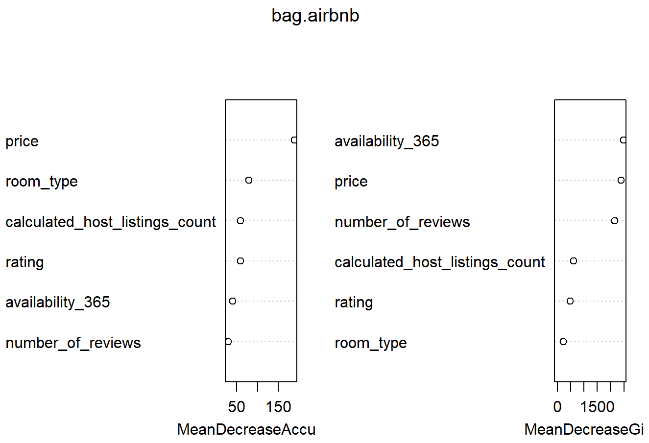 bag.airbnb
price
room_type
calculated_host_listings_count
rating
availability_365
number_of_reviews
50 150
MeanDecreaseAccu
availability_365
price
number_of_reviews
calculated_host_listings_count
rating
room_type
0 1500
MeanDecreaseGi